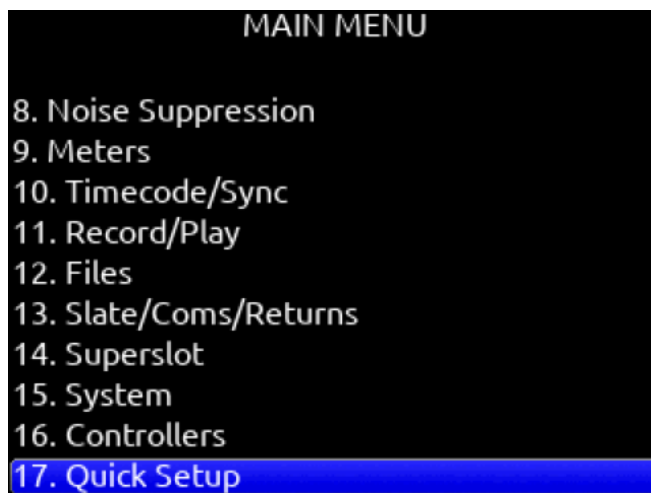 MAIN MENU
8. Noise Suppression
9. Meters
10. Timecode/Sync
11. Record/Play
12. Files
13. Slate/Coms/Returns
14. Superslot
15. System
16. Controllers
17. Quick Setup